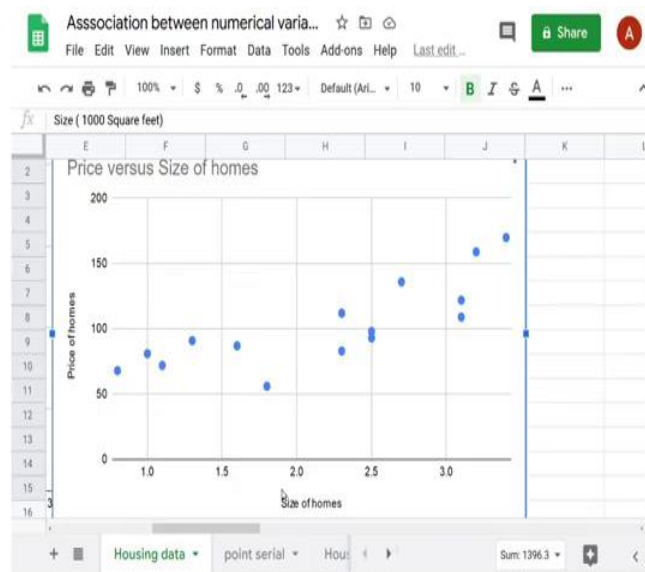 Asssociation between numerical varia...
File Edit View Insert Format Data Tools Add-ons Help Last edit ...
Share
A
100% $ % .0 .00 123 Default (Ari... 10 B I S A ...
fx Size ( 1000 Square feet)
E F G H I J K L
2
3
4
5
6
7
8
9
10
11
12
13
14
15
16
Price versus Size of homes
200
150
100
50
0
Price of homes
1.0 1.5 2.0 2.5 3.0
Size of homes
3
+ Housing data point serial Hou
Sum: 1396.3